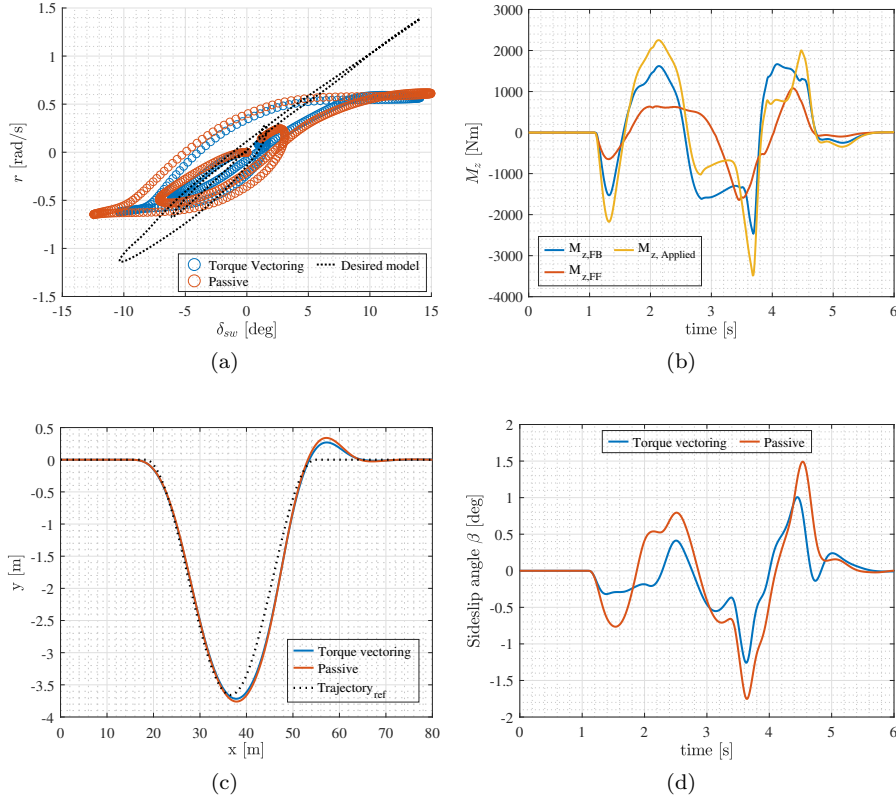 1.5
1
0.5
0
-0.5
-1
-1.5
r [rad/s]
-15 -10 -5 0 5 10 15
δsw [deg]
Torque Vectoring
Passive
Desired model
(a)
3000
2000
1000
0
-1000
-2000
-3000
-4000
Mz [Nm]
0 1 2 3 4 5 6
time [s]
Mz,FB
Mz,FF
Mz, Applied
(b)
0.5
0
-0.5
-1
-1.5
-2
-2.5
-3
-3.5
-4
y [m]
0 10 20 30 40 50 60 70 80
x [m]
Torque vectoring
Passive
Trajectoryref
(c)
2
1.5
1
0.5
0
-0.5
-1
-1.5
-2
Sideslip angle β [deg]
0 1 2 3 4 5 6
time [s]
Torque vectoring
Passive
(d)